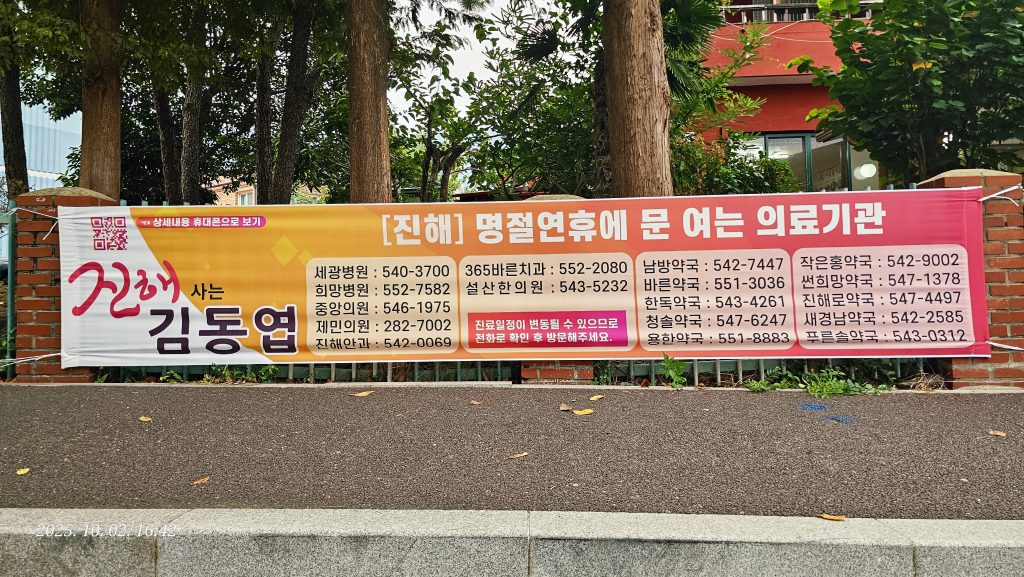 상세내용 휴대폰으로 보기
진해 사는
김동엽
[진해] 명절연휴에 문 여는 의료기관
세광병원 : 540-3700
희망병원 : 552-7582
중앙의원 : 546-1975
제민의원 : 282-7002
진해안과 : 542-0069
365바른치과 : 552-2080
설산한의원 : 543-5232
진료일정이 변동될 수 있으므로
전화로 확인 후 방문해주세요.
남방약국 : 542-7447
바른약국 : 551-3036
한독약국 : 543-4261
청솔약국 : 547-6247
용한약국 : 551-8883
작은홍약국 : 542-9002
썬희망약국 : 547-1378
진해로약국 : 547-4497
새경남약국 : 542-2585
푸른솔약국 : 543-0312
2025. 10. 02. 16:42